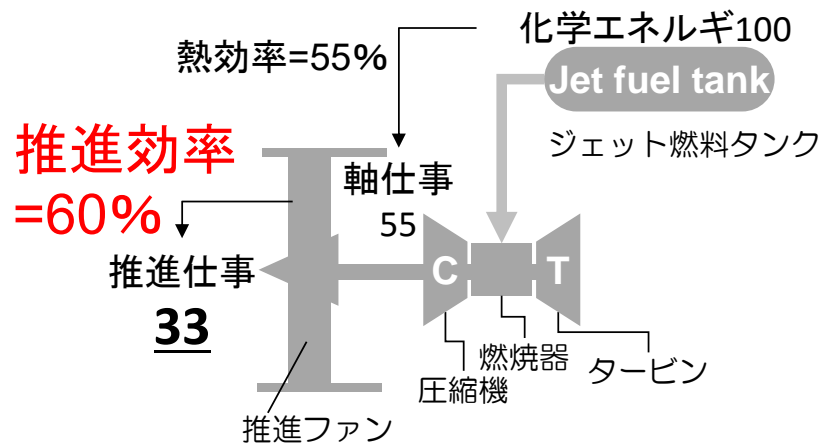 化学エネルギ100
熱効率=55%
Jet fuel tank
ジェット燃料タンク
推進効率
=60%
軸仕事
55
推進仕事
33
C
T
燃焼器
タービン
圧縮機
推進ファン